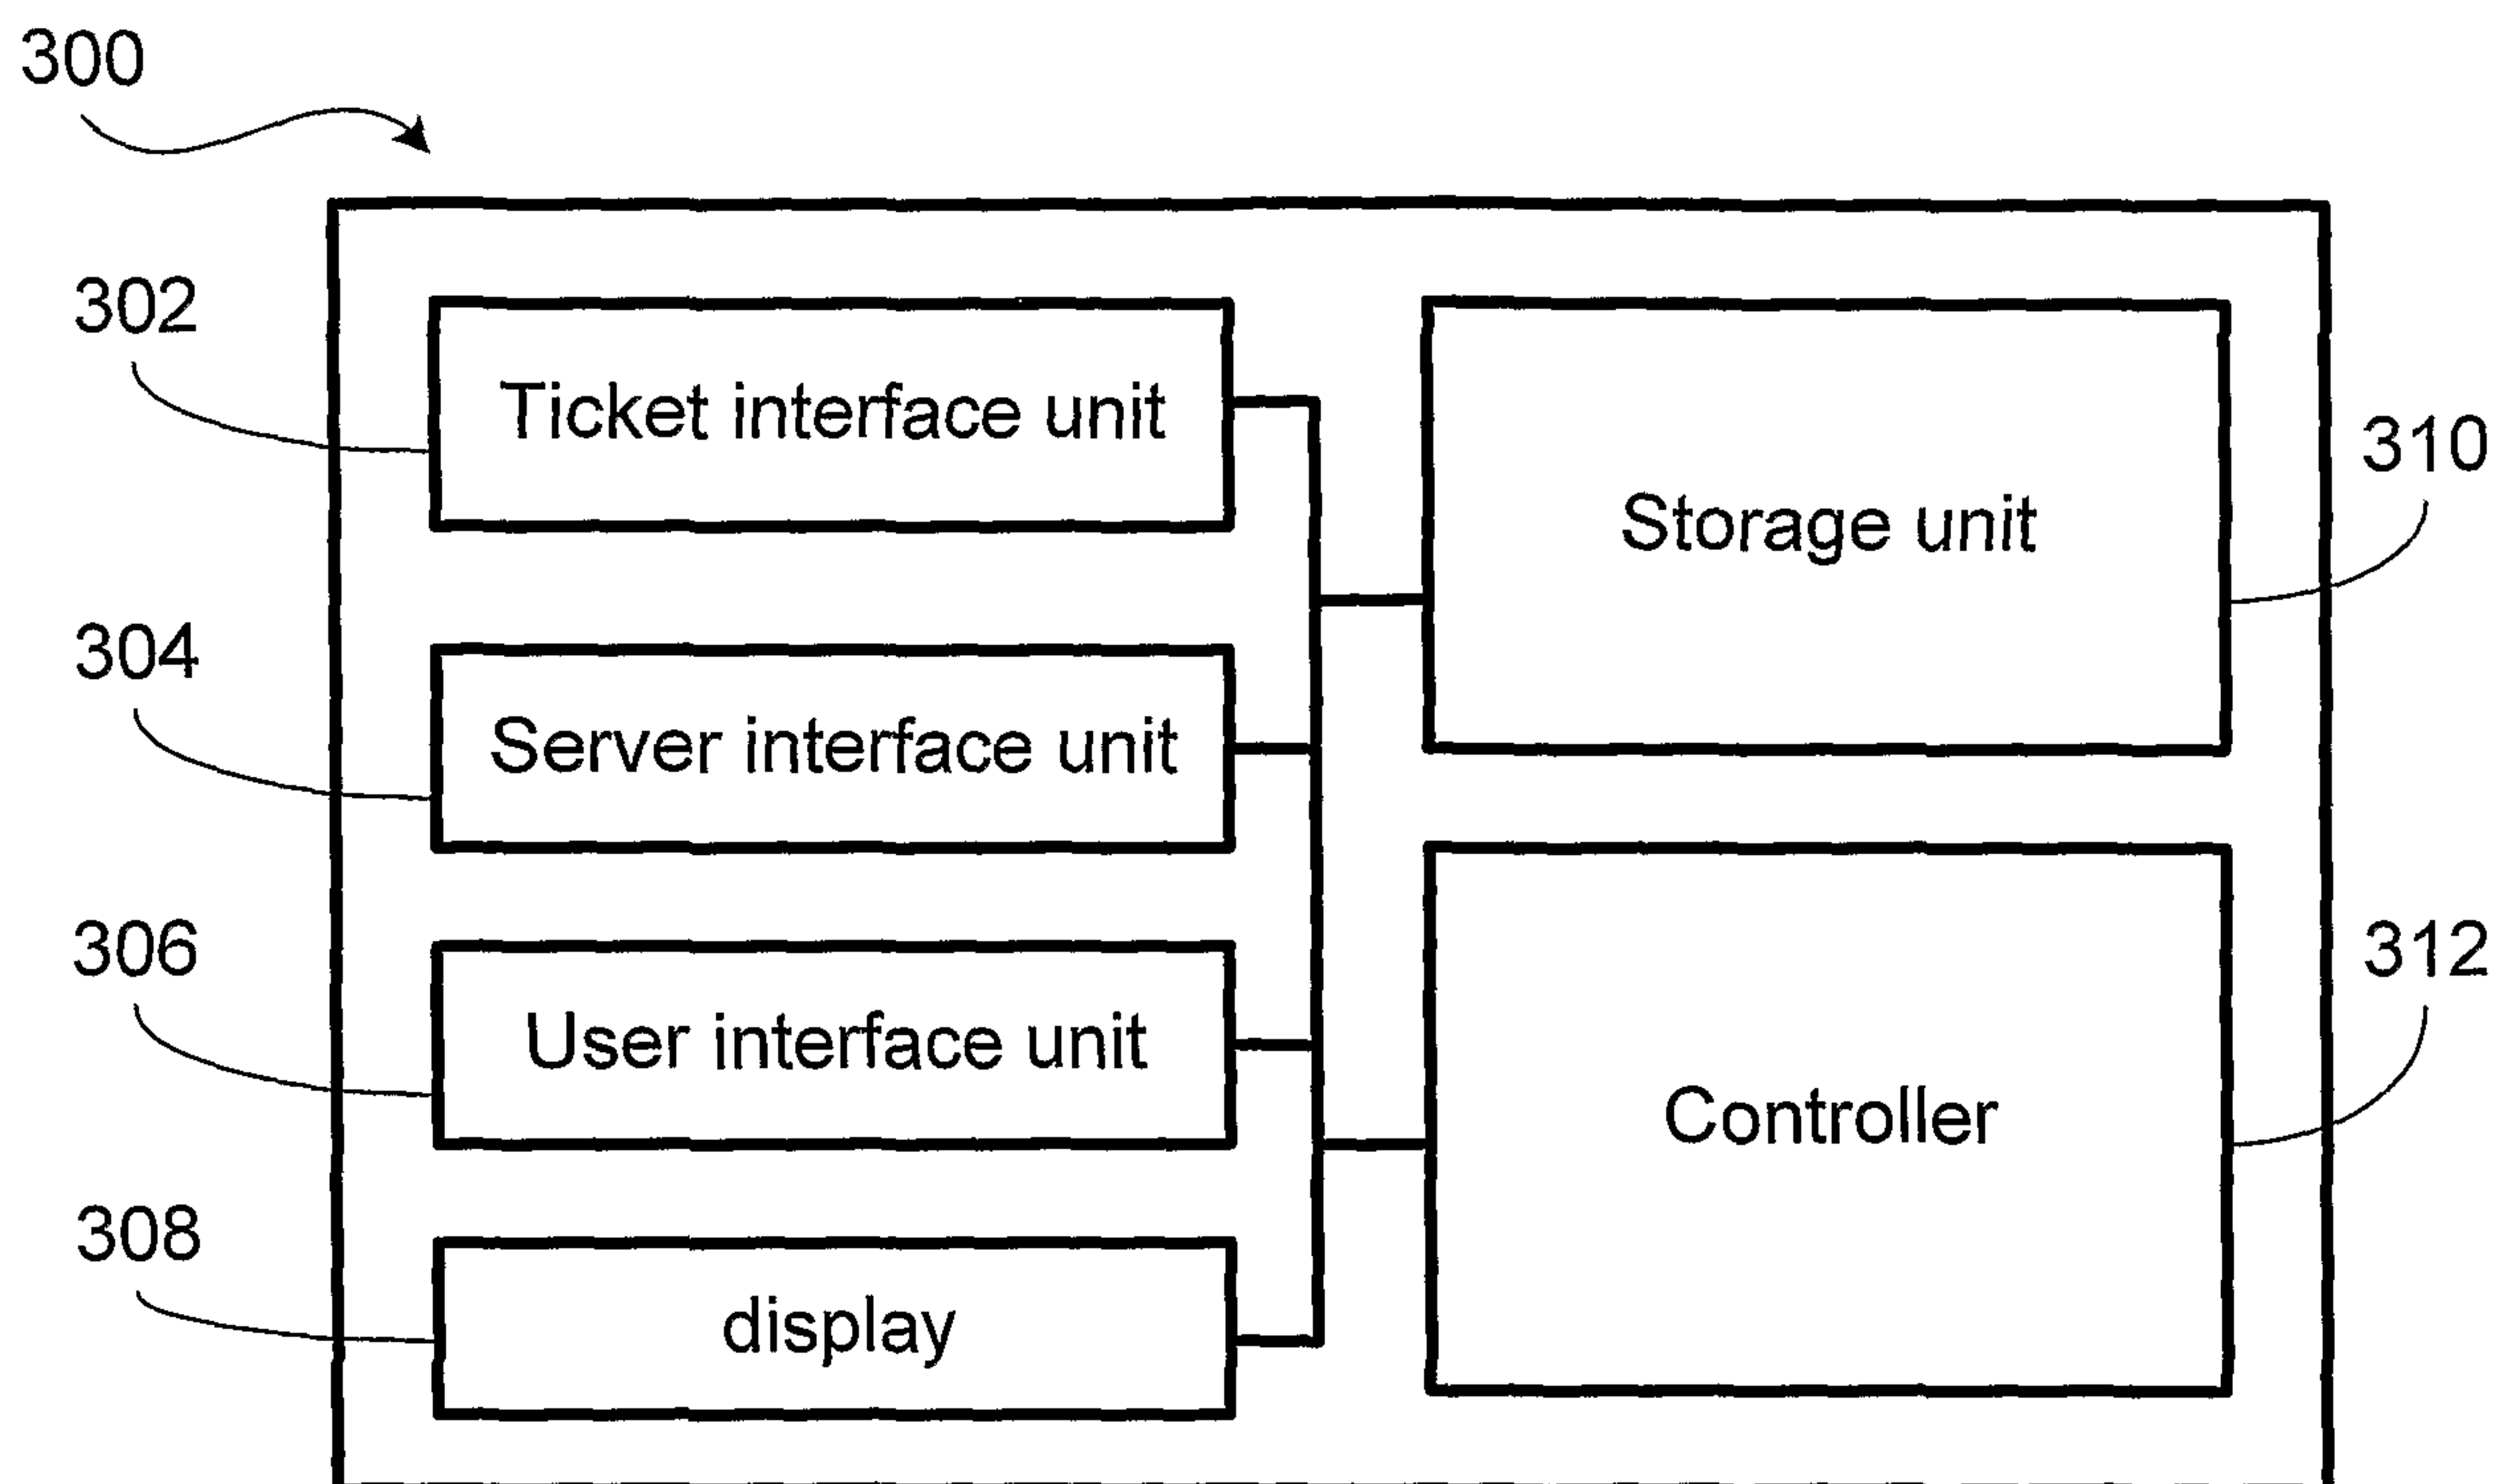 300
302
Ticket interface unit
Storage unit
310
304
Server interface unit
306
User interface unit
Controller
312
308
display